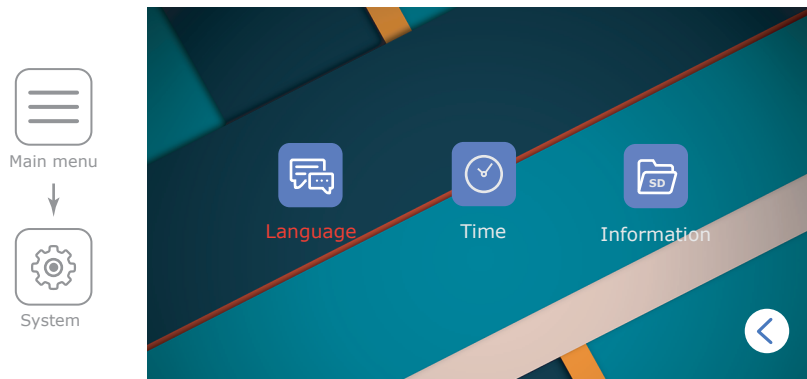 Main menu
System
Language
Time
SD
Information